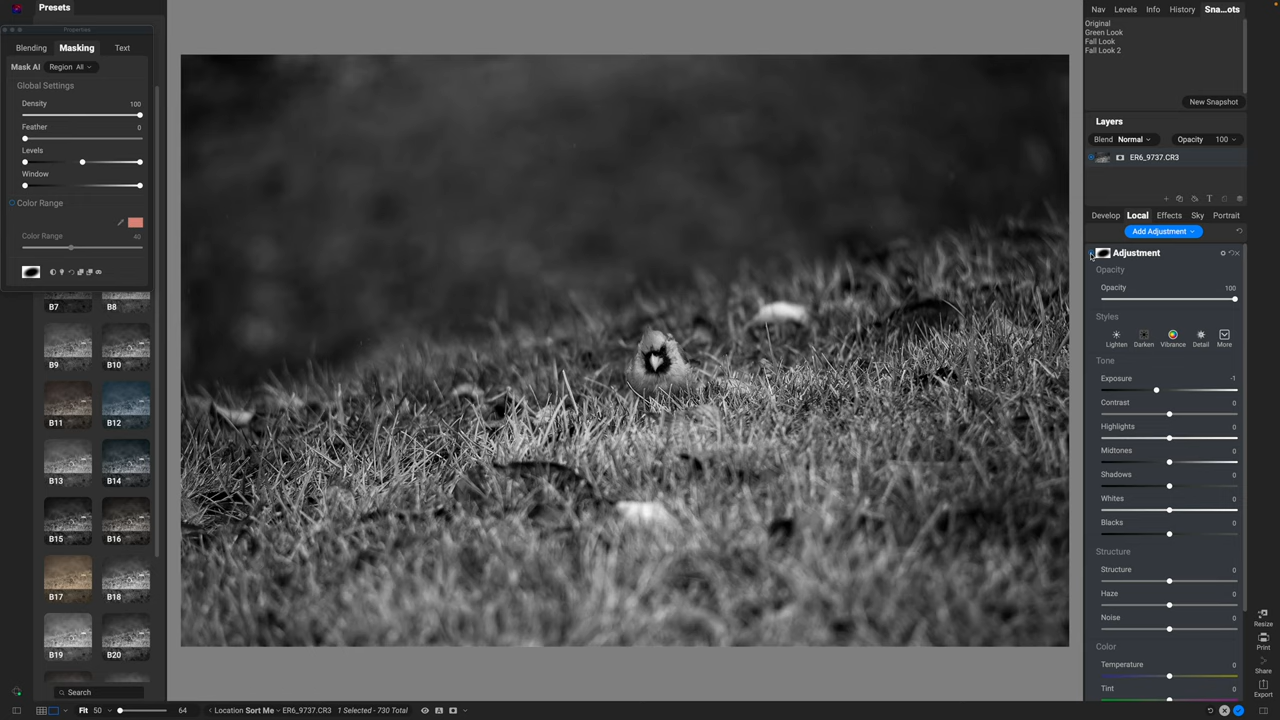 Presets
Properties
Blending Masking Text
Mask AI Region All
Global Settings
Density 100
Feather 0
Levels
Window
Color Range
Color Range 40
B7 B8
B9 B10
B11 B12
B13 B14
B15 B16
B17 B18
B19 B20
Search
Fit 50 64
Location Sort Me ER6_9737.CR3 1 Selected - 730 Total
A
Nav Levels Info History Sna...ots
Original
Green Look
Fall Look
Fall Look 2
New Snapshot
Layers
Blend Normal Opacity 100
ER6_9737.CR3
T
Develop Local Effects Sky Portrait
Add Adjustment
Adjustment
Opacity
Opacity 100
Styles
Lighten Darken Vibrance Detail More
Tone
Exposure -1
Contrast 0
Highlights 0
Midtones 0
Shadows 0
Whites 0
Blacks 0
Structure
Structure 0
Haze 0
Noise 0
Color
Temperature 0
Tint 0
Resize
Print
Share
Export